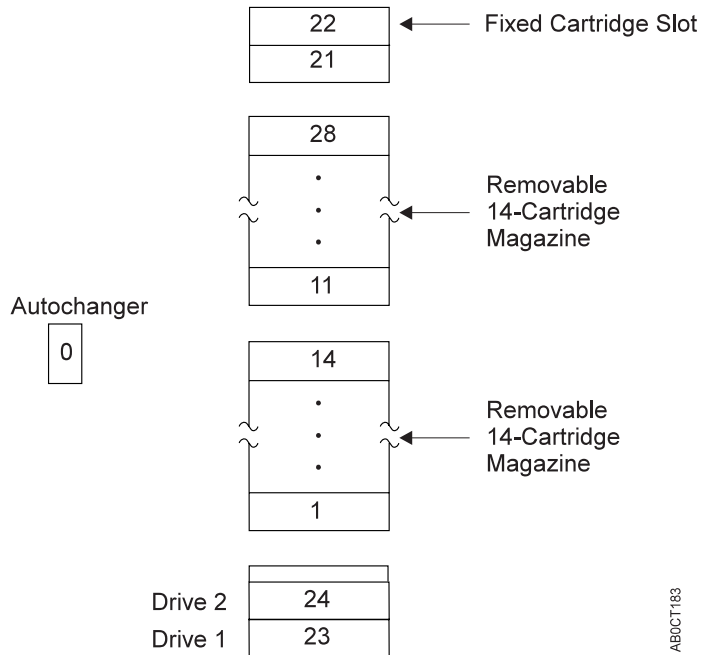 22
Fixed Cartridge Slot
21
28
Removable
14-Cartridge
Magazine
11
Autochanger
0
14
Removable
14-Cartridge
Magazine
1
Drive 2
24
Drive 1
23
AB0CT183